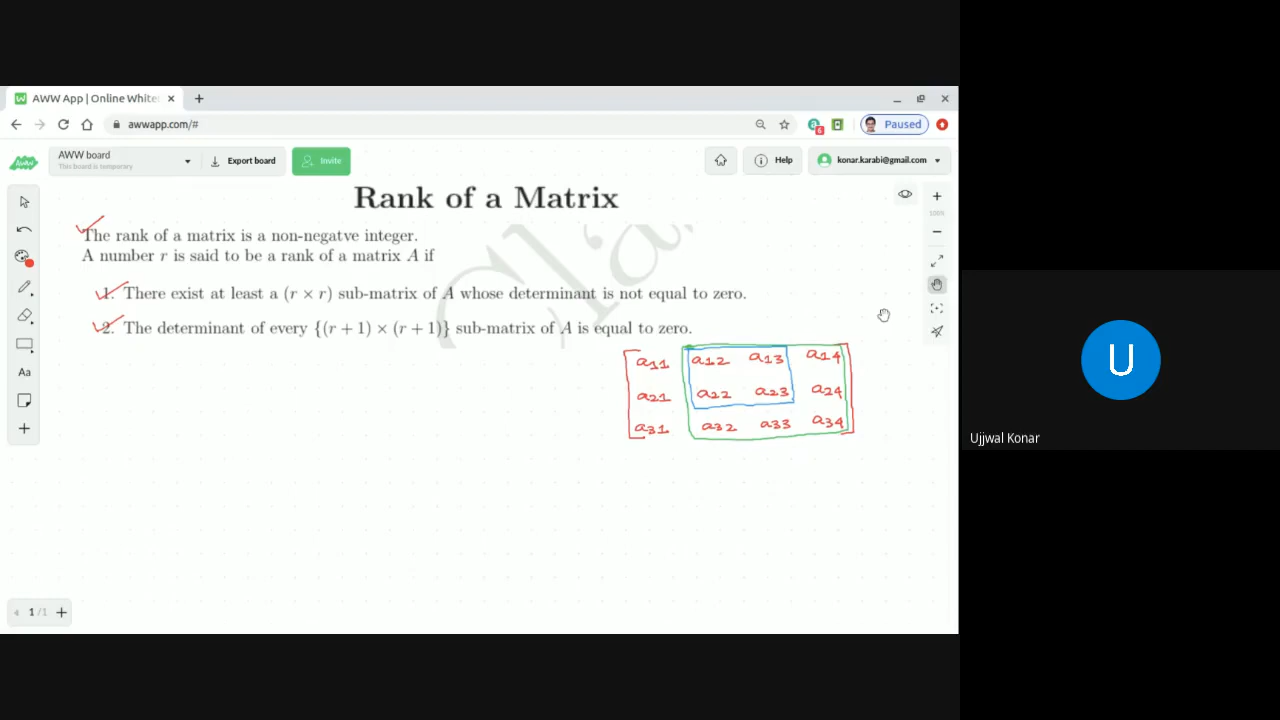 AWW App | Online White
awwapp.com/#
6
Paused
AWW board
This board is temporary
Export board
Invite
Help
konar.karabi@gmail.com
Rank of a Matrix
The rank of a matrix is a non-negatve integer.
A number r is said to be a rank of a matrix A if
1. There exist at least a (r × r) sub-matrix of A whose determinant is not equal to zero.
2. The determinant of every {(r + 1) × (r + 1)} sub-matrix of A is equal to zero.
a11 a12 a13 a14
a21 a22 a23 a24
a31 a32 a33 a34
100%
Aa
1 /1
U
Ujjwal Konar